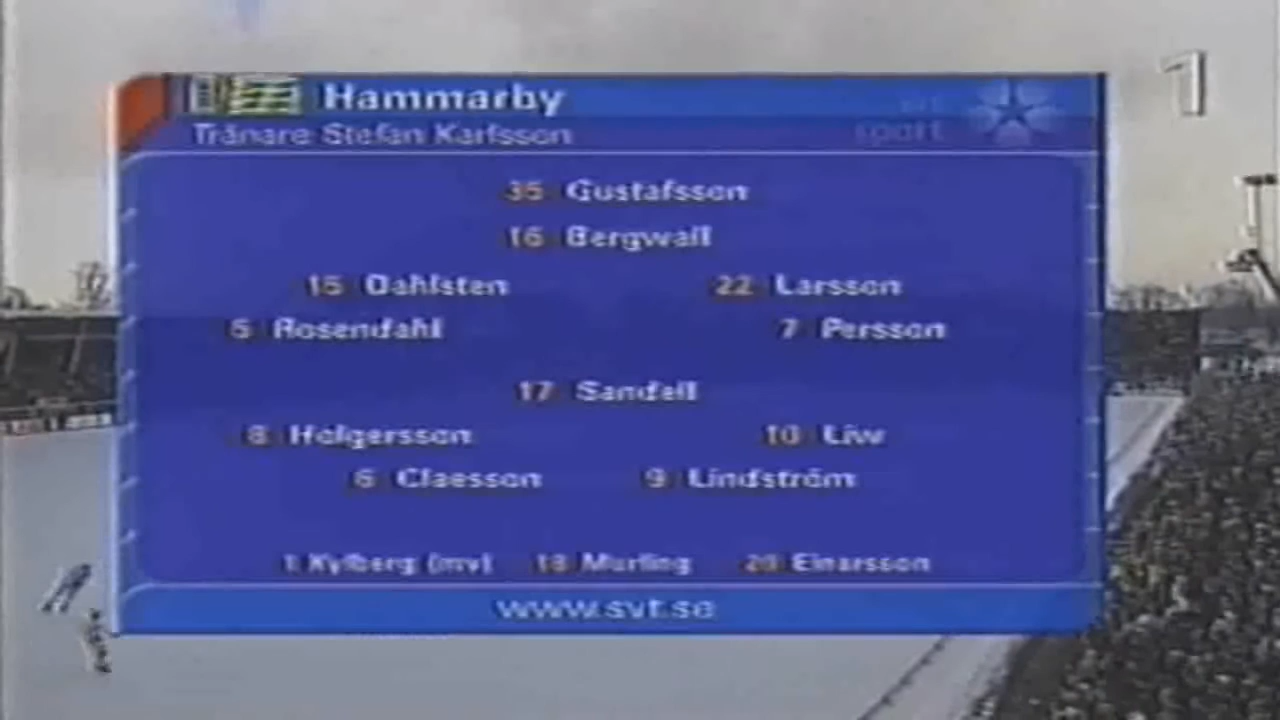 Hammarby
1
Tränare Stefan Karlsson
svt
sport
35 Gustafsson
16 Bergwall
15 Dahlsten 22 Larsson
5 Rosendahl 7 Persson
17 Sandell
8 Holgersson 10 Liw
6 Claesson 9 Lindström
1 Kylberg (mv) 18 Murling 20 Einarsson
www.svt.se